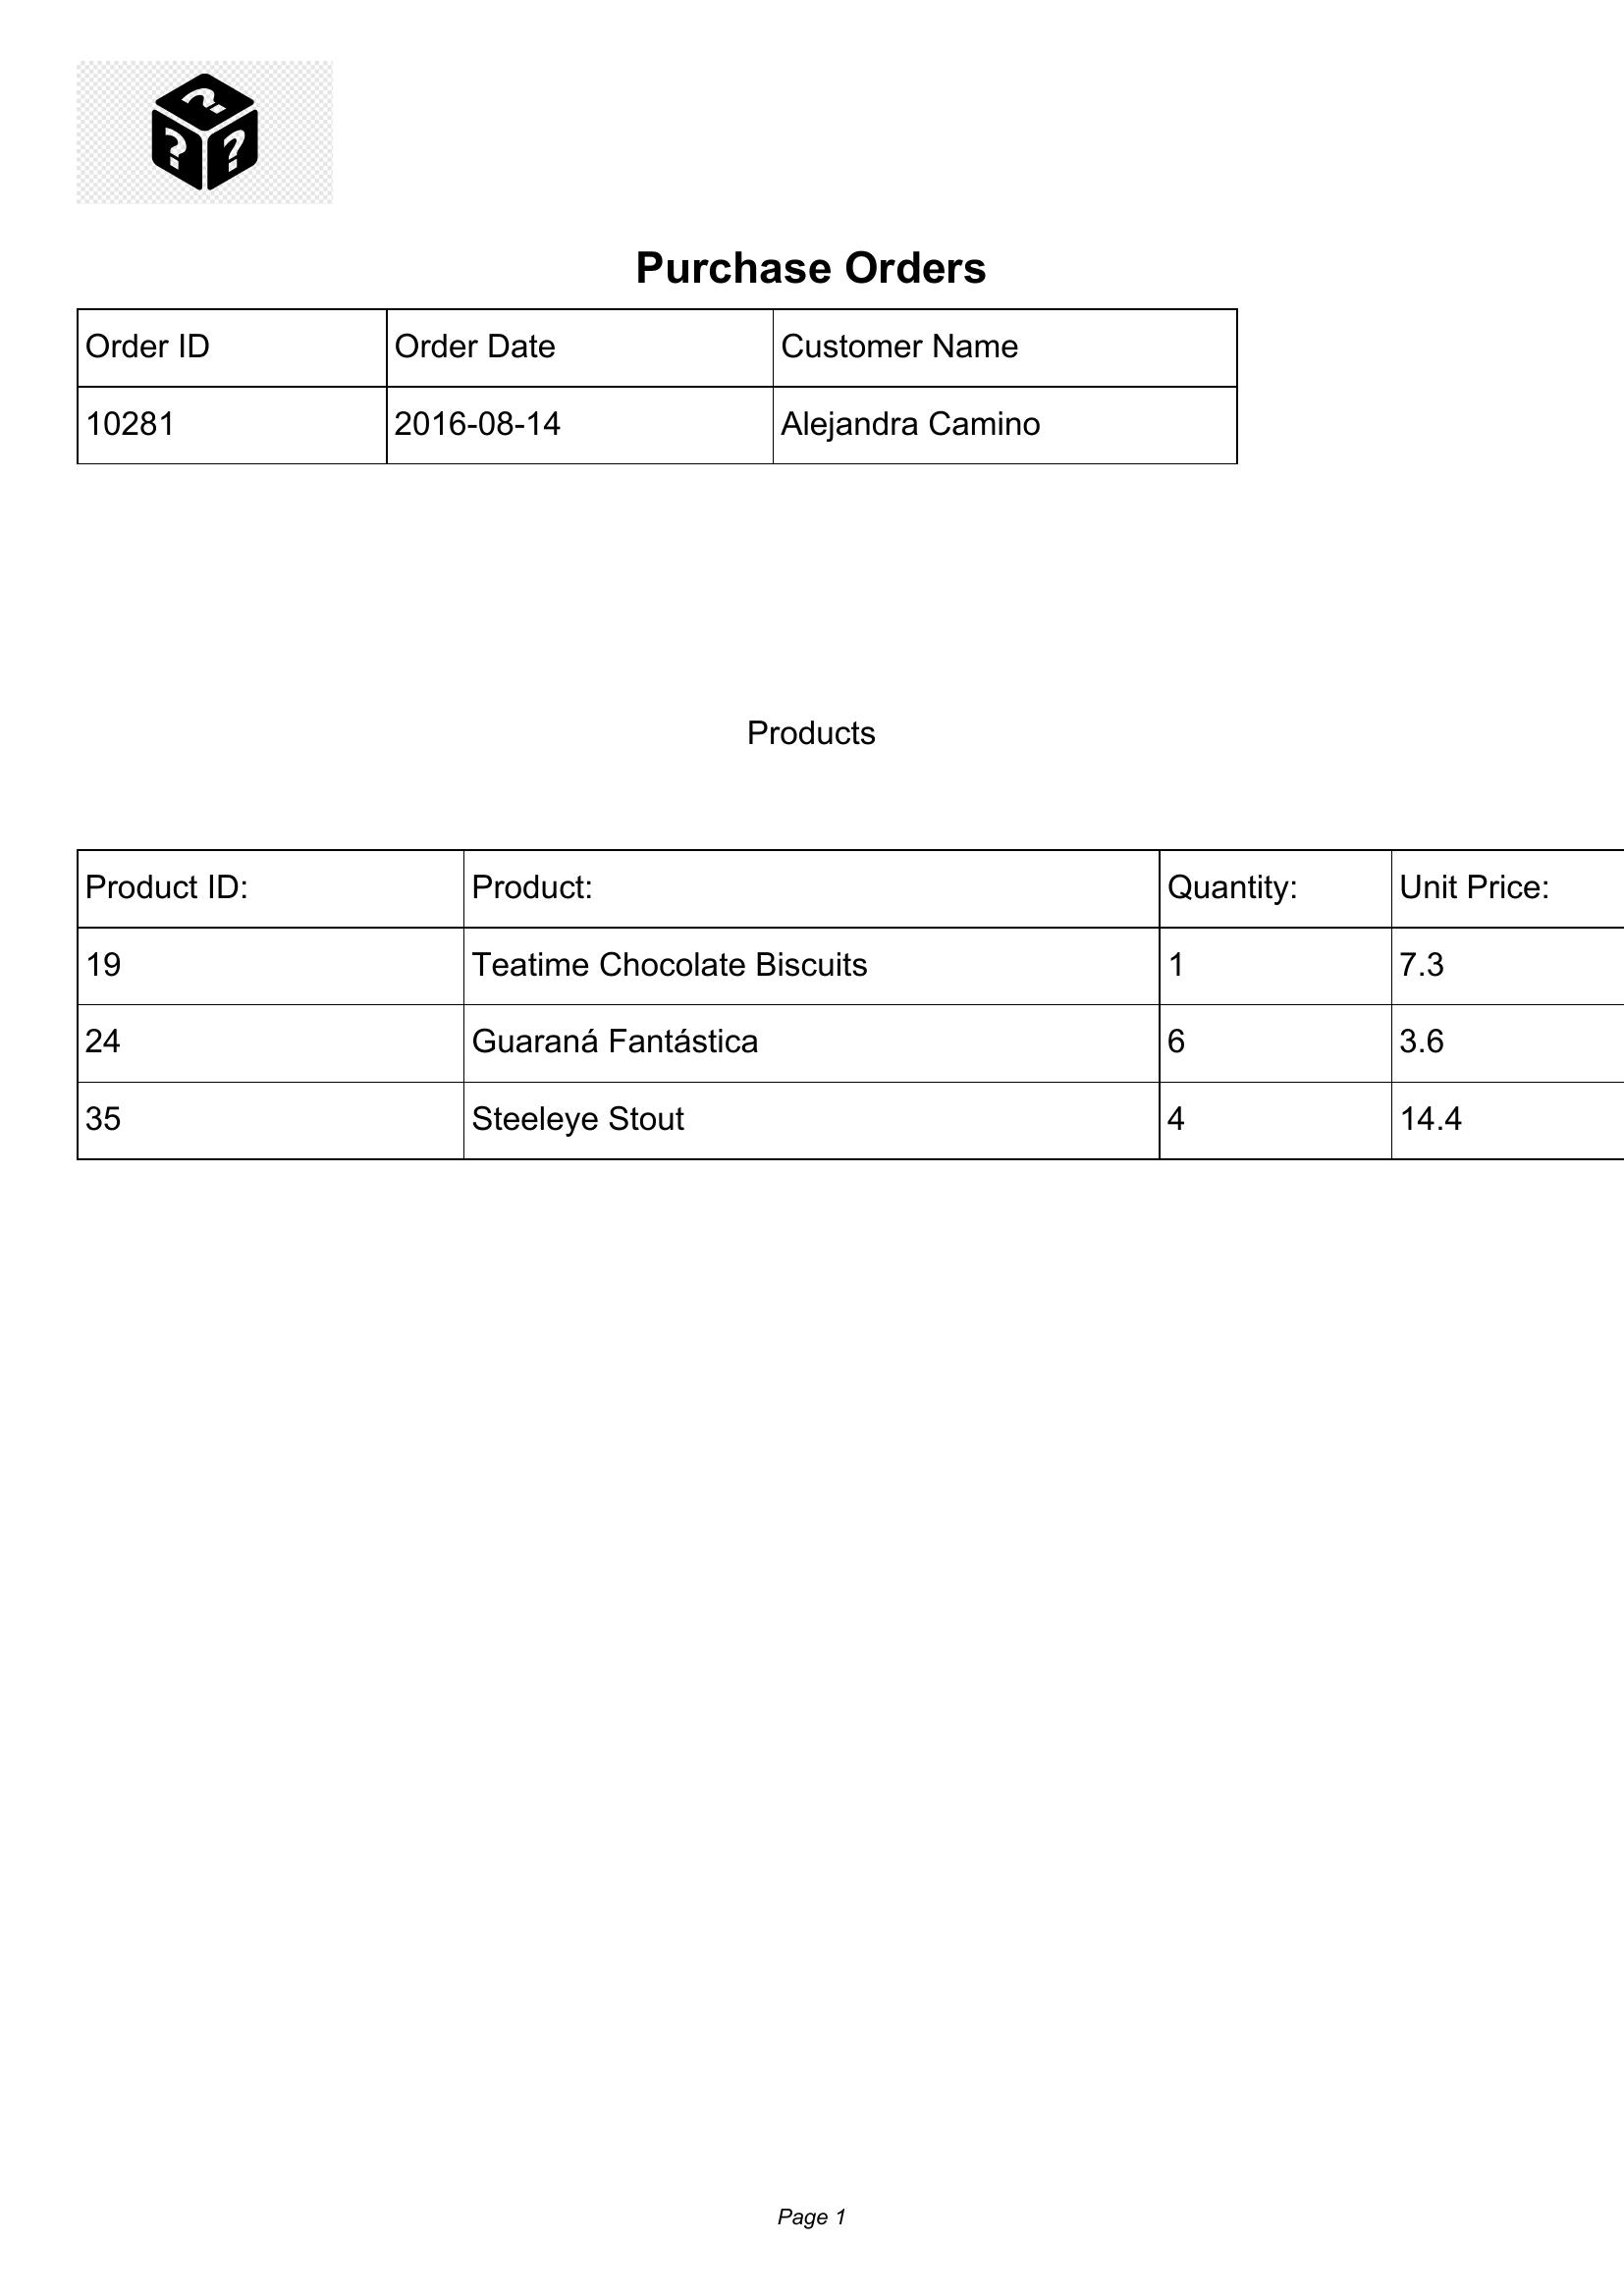 Purchase Orders
Order ID Order Date Customer Name
10281 2016-08-14 Alejandra Camino
Products
Product ID: Product: Quantity: Unit Price:
19 Teatime Chocolate Biscuits 1 7.3
24 Guaraná Fantástica 6 3.6
35 Steeleye Stout 4 14.4
Page 1